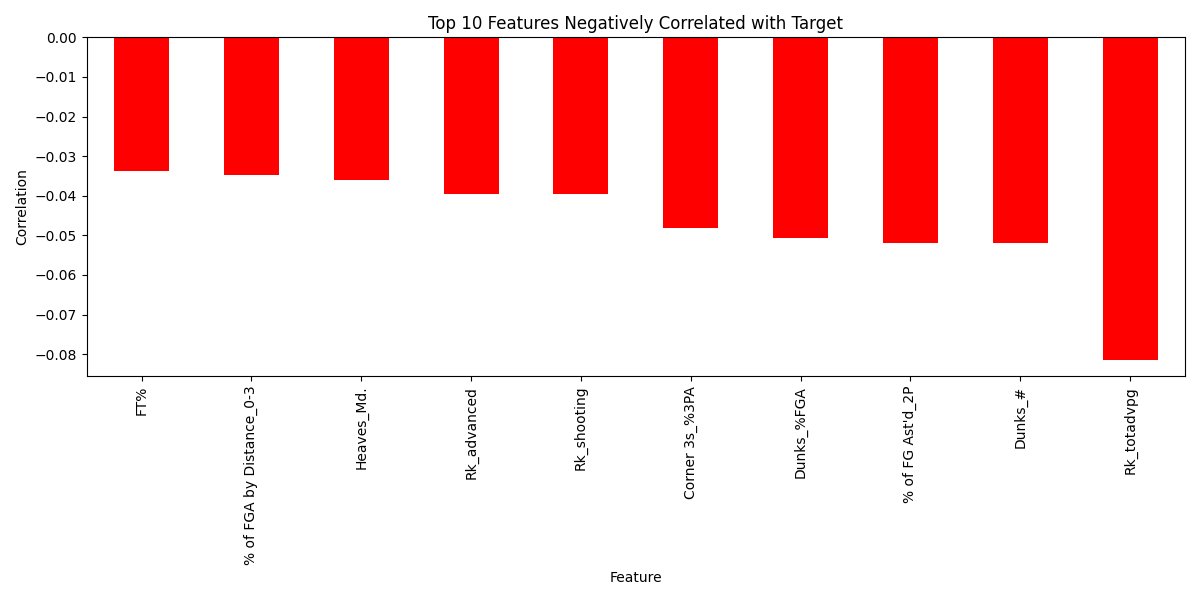 Top 10 Features Negatively Correlated with Target
0.00
−0.01
−0.02
−0.03
−0.04
−0.05
−0.06
−0.07
−0.08
Correlation
FT%
% of FGA by Distance_0-3
Heaves_Md.
Rk_advanced
Rk_shooting
Corner 3s_%3PA
Dunks_%FGA
% of FG Ast'd_2P
Dunks_#
Rk_totadvpg
Feature